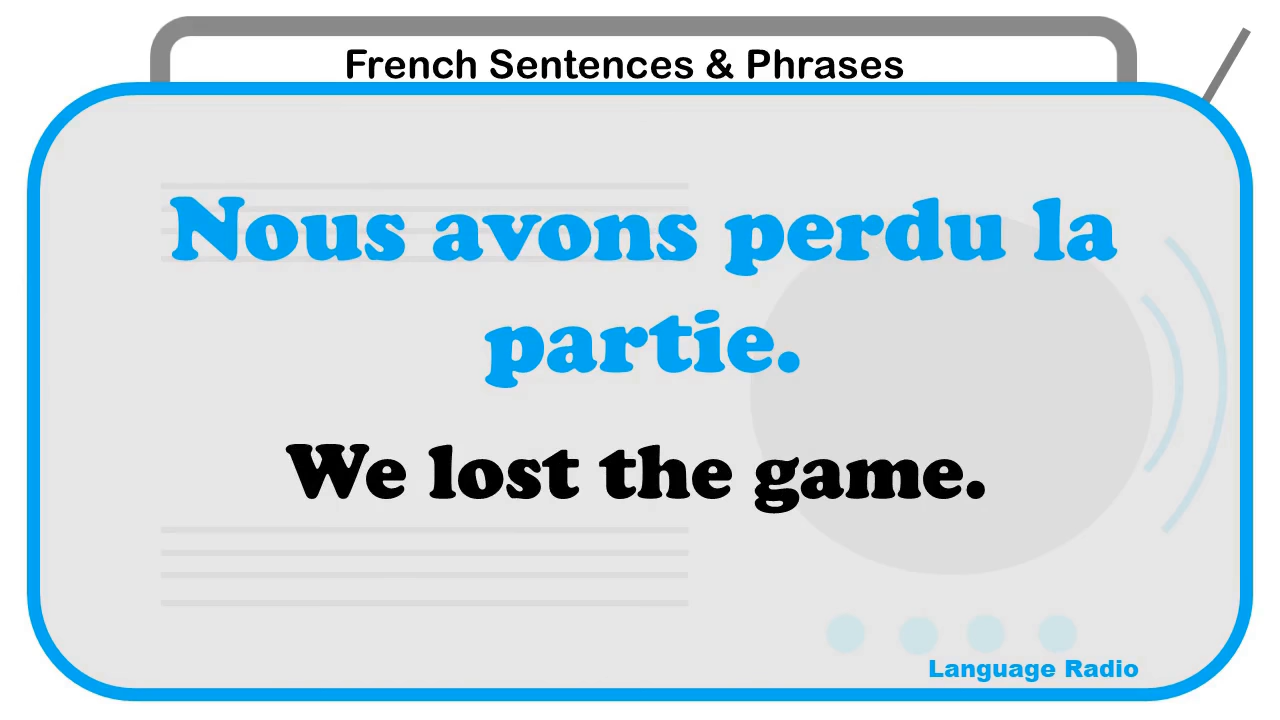 French Sentences & Phrases
Nous avons perdu la
partie.
We lost the game.
Language Radio